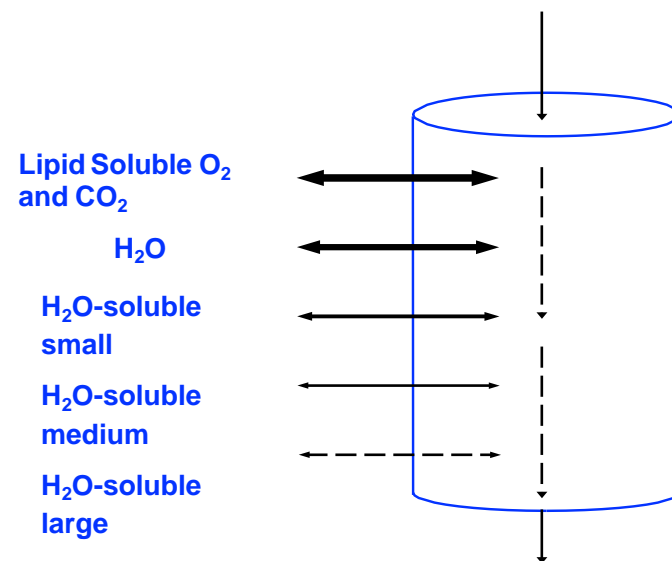 Lipid Soluble O₂
and CO₂
H₂O
H₂O-soluble
small
H₂O-soluble
medium
H₂O-soluble
large